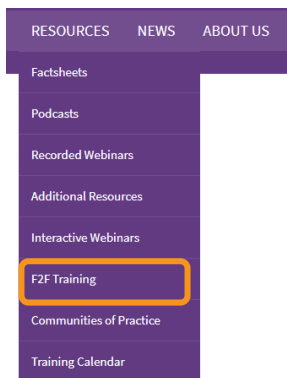 RESOURCES NEWS ABOUT US
Factsheets
Podcasts
Recorded Webinars
Additional Resources
Interactive Webinars
F2F Training
Communities of Practice
Training Calendar